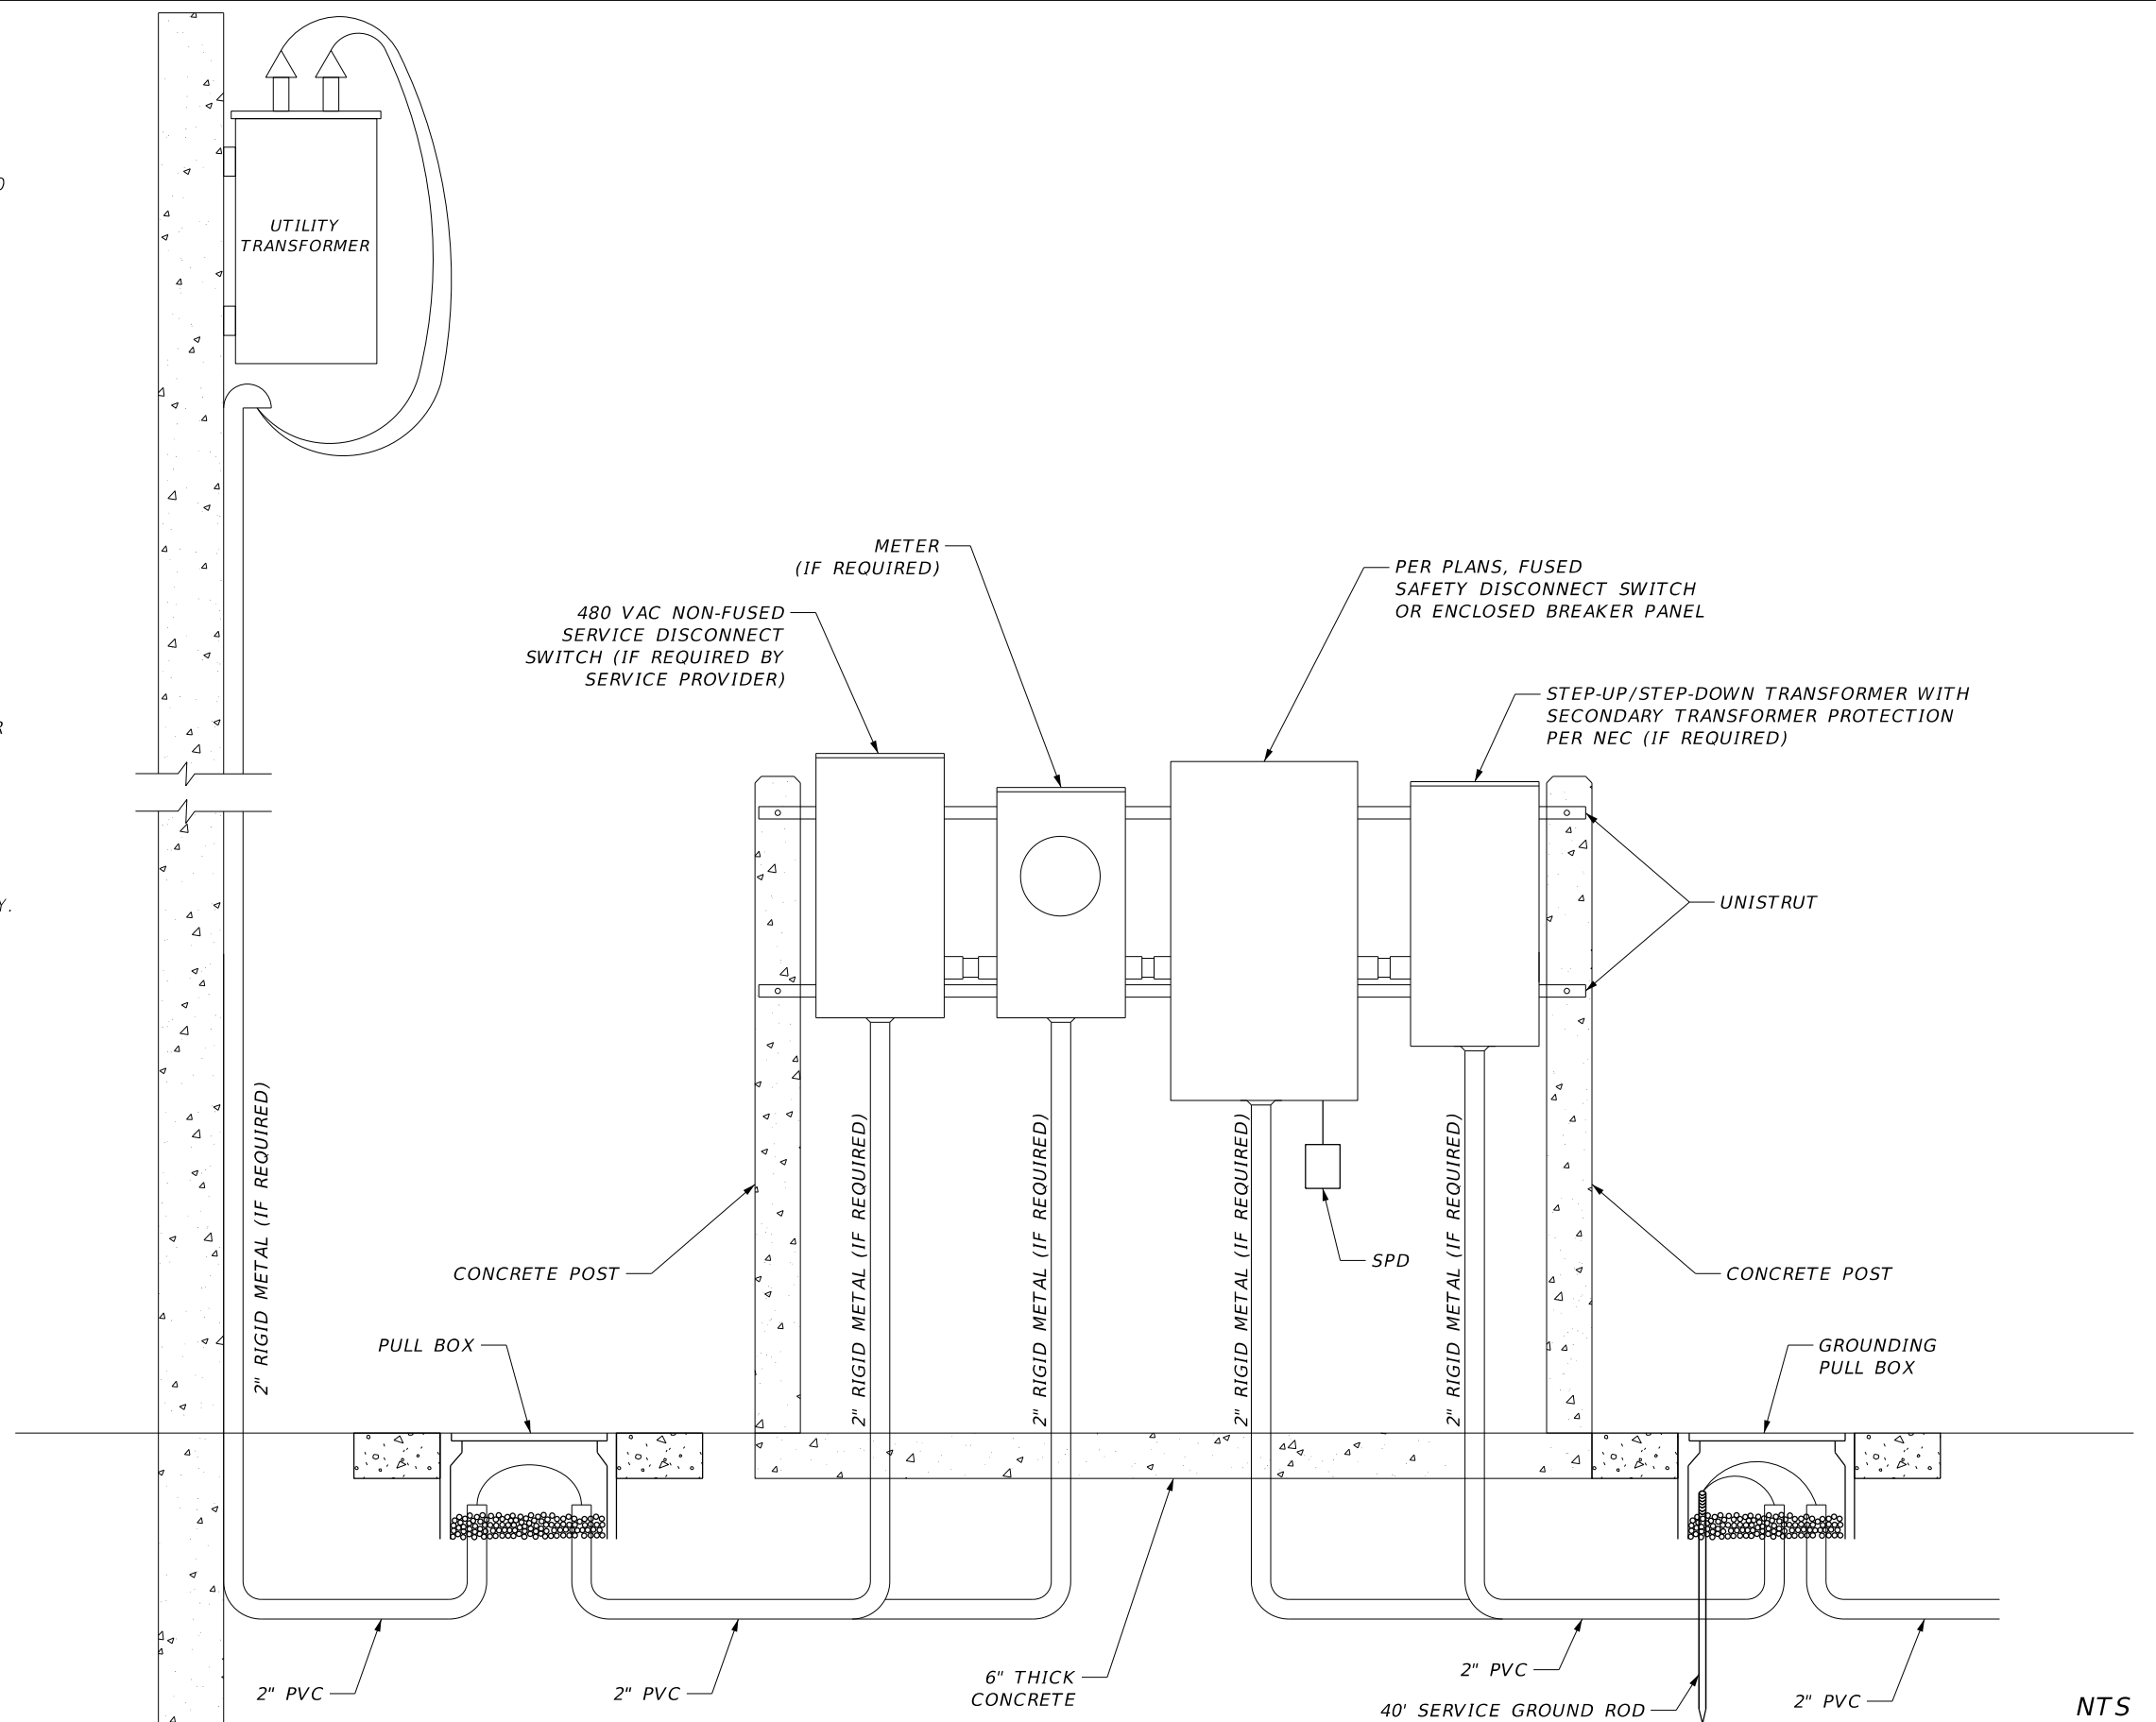 UTILITY
TRANSFORMER
METER
(IF REQUIRED)
480 VAC NON-FUSED
SERVICE DISCONNECT
SWITCH (IF REQUIRED BY
SERVICE PROVIDER)
PER PLANS, FUSED
SAFETY DISCONNECT SWITCH
OR ENCLOSED BREAKER PANEL
STEP-UP/STEP-DOWN TRANSFORMER WITH
SECONDARY TRANSFORMER PROTECTION
PER NEC (IF REQUIRED)
Y.
UNISTRUT
2" RIGID METAL (IF REQUIRED)
2" RIGID METAL (IF REQUIRED)
2" RIGID METAL (IF REQUIRED)
2" RIGID METAL (IF REQUIRED)
2" RIGID METAL (IF REQUIRED)
SPD
CONCRETE POST
CONCRETE POST
PULL BOX
GROUNDING
PULL BOX
2" PVC
2" PVC
6" THICK
CONCRETE
2" PVC
40' SERVICE GROUND ROD
2" PVC
NTS